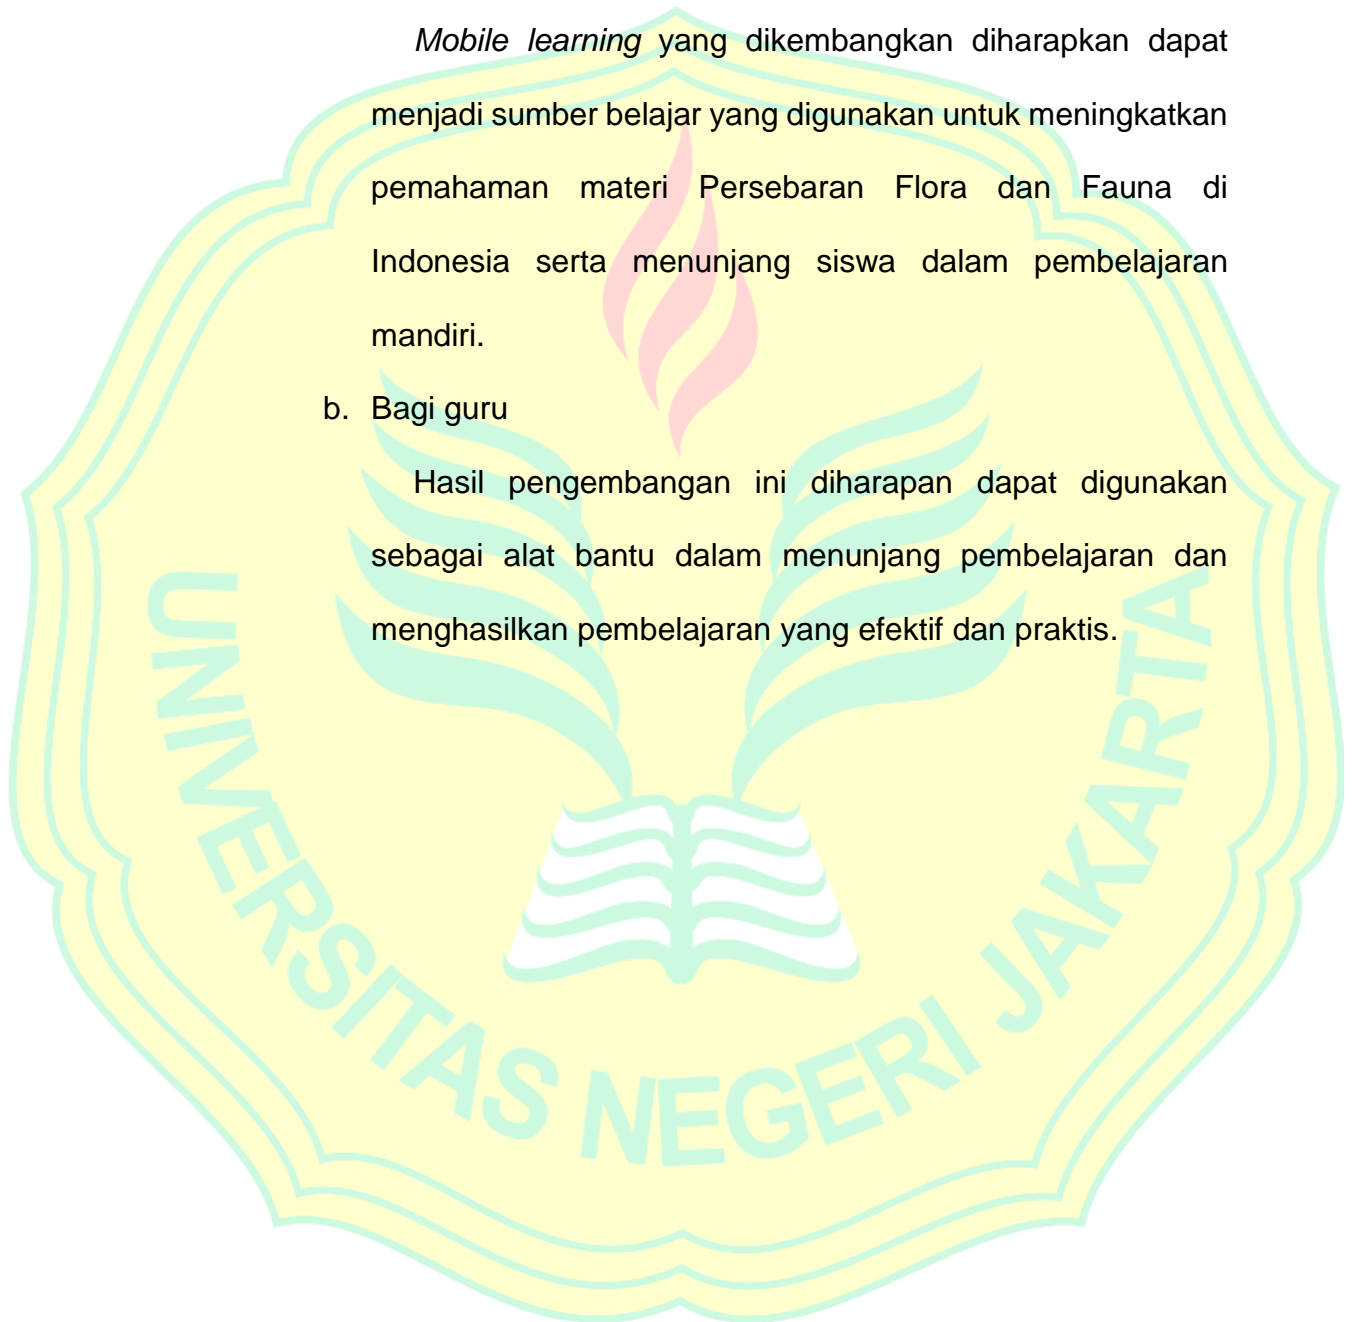 Mobile learning yang dikembangkan diharapkan dapat
menjadi sumber belajar yang digunakan untuk meningkatkan
pemahaman materi Persebaran Flora dan Fauna di
Indonesia serta menunjang siswa dalam pembelajaran
mandiri.
b. Bagi guru
Hasil pengembangan ini diharapan dapat digunakan
sebagai alat bantu dalam menunjang pembelajaran dan
menghasilkan pembelajaran yang efektif dan praktis.
UNIVERSITAS NEGERI JAKARTA